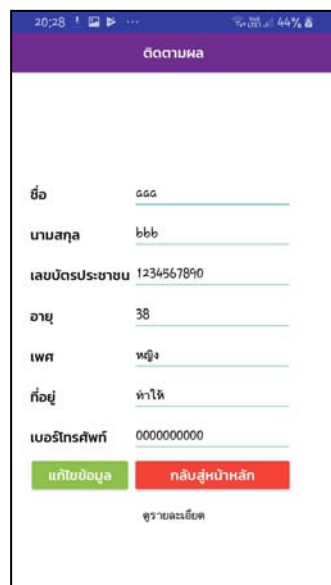 20:28 ! ... 44%
ติดตามผล
ชื่อ aaa
นามสกุล bbb
เลขบัตรประชาชน 1234567890
อายุ 38
เพศ หญิง
ที่อยู่ ทำให้
เบอร์โทรศัพท์ 0000000000
แก้ไขข้อมูล กลับสู่หน้าหลัก
ดูรายละเอียด